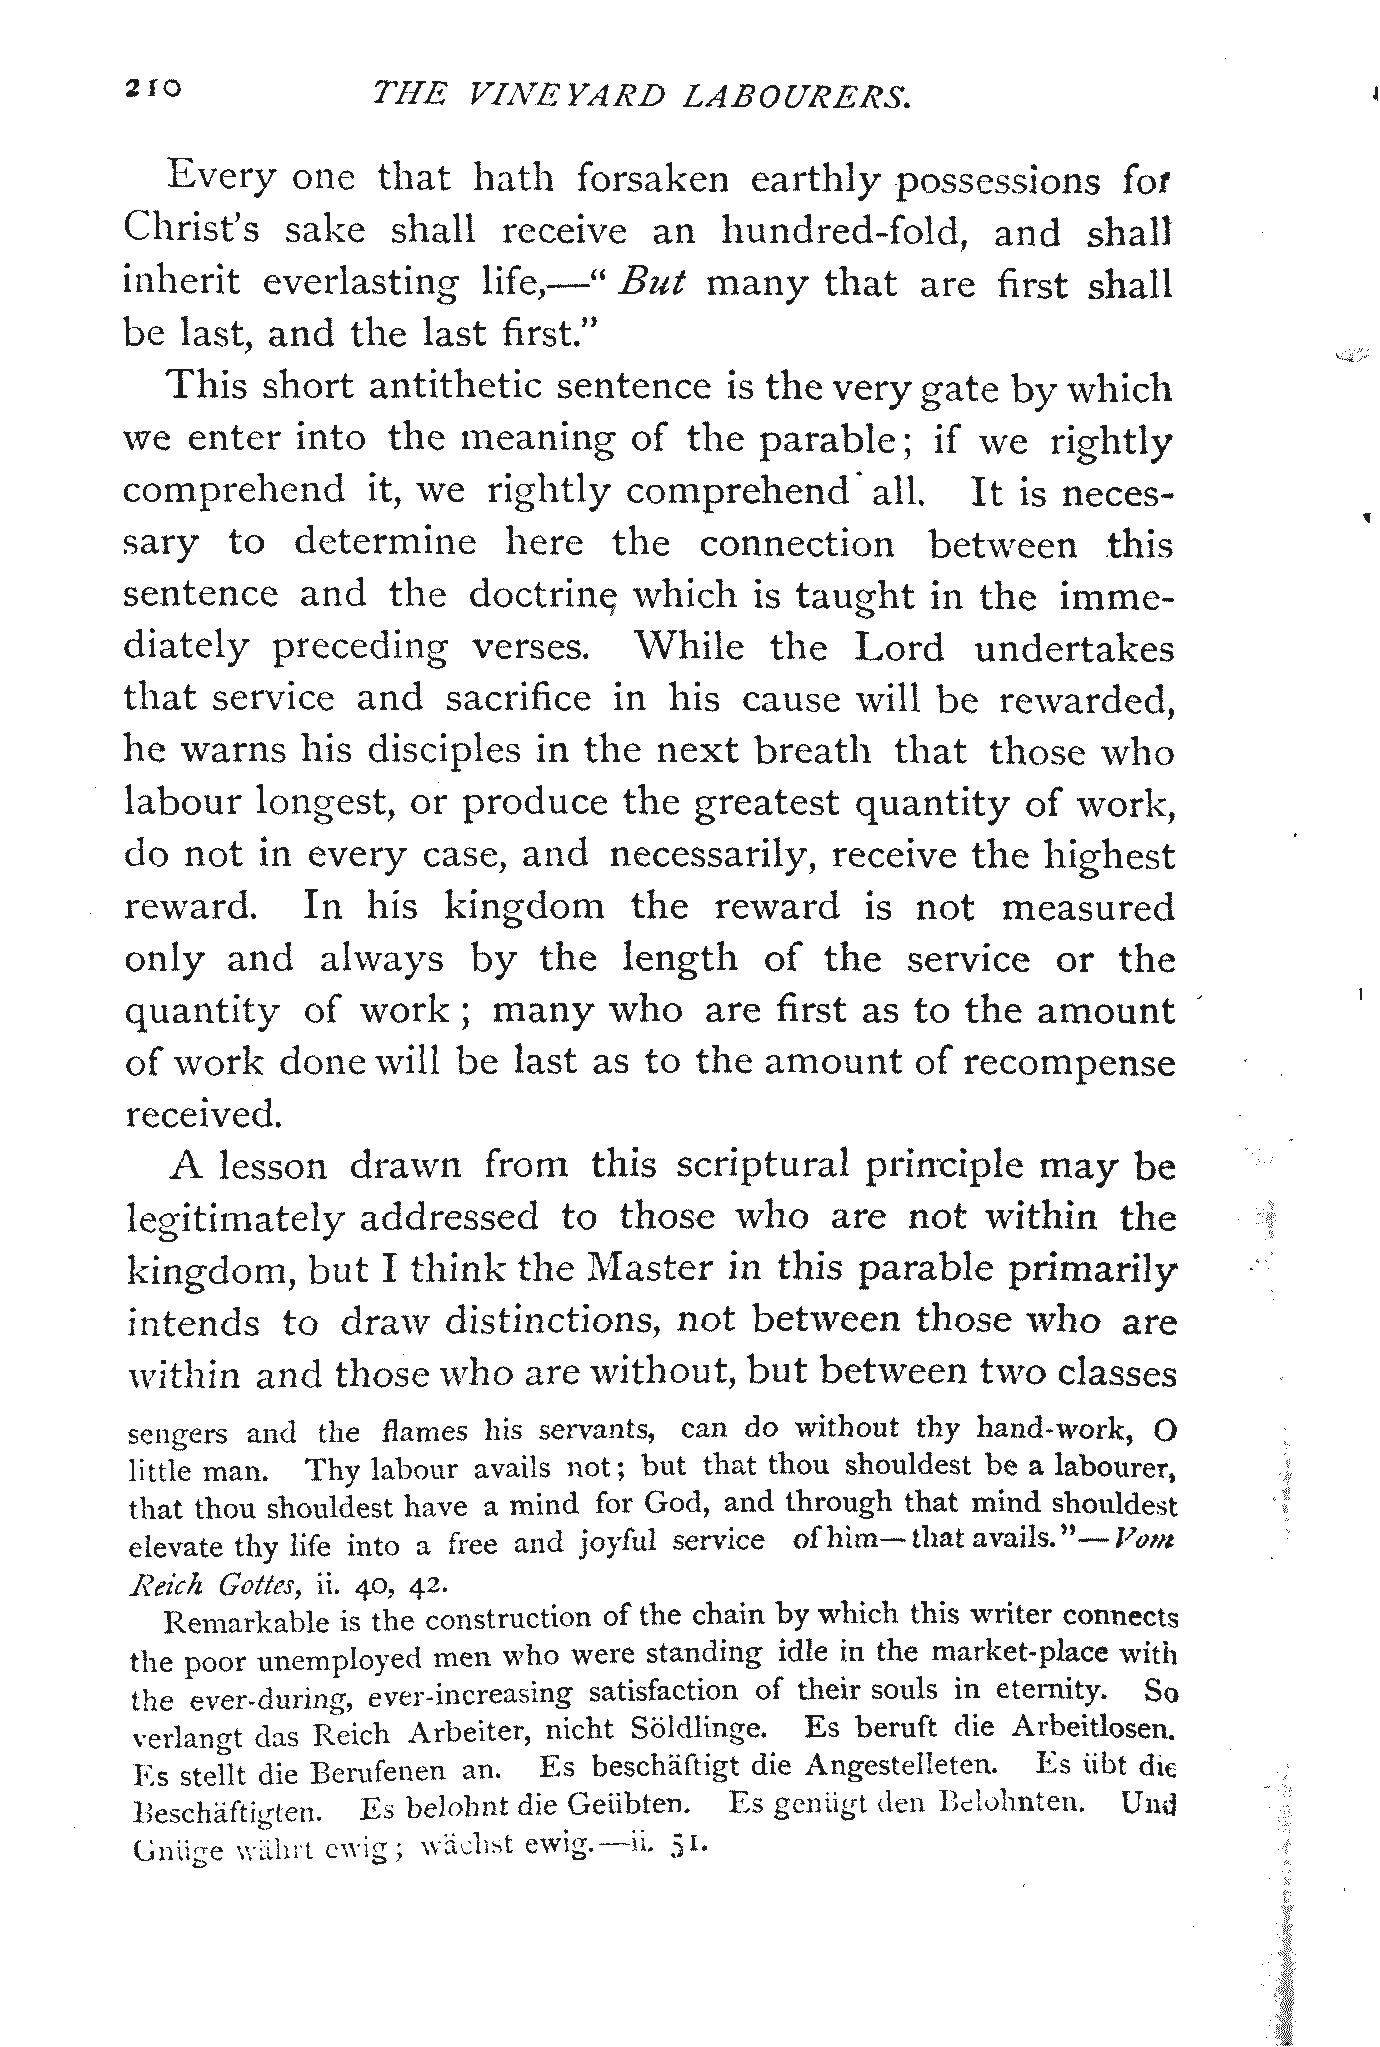 210 THE VINEYARD LABOURERS.
Every one that hath forsaken earthly possessions for
Christ's sake shall receive an hundred-fold, and shall
inherit everlasting life,—“ But many that are first shall
be last, and the last first.”
This short antithetic sentence is the very gate by which
we enter into the meaning of the parable; if we rightly
comprehend it, we rightly comprehend all. It is neces-
sary to determine here the connection between this
sentence and the doctrine which is taught in the imme-
diately preceding verses. While the Lord undertakes
that service and sacrifice in his cause will be rewarded,
he warns his disciples in the next breath that those who
labour longest, or produce the greatest quantity of work,
do not in every case, and necessarily, receive the highest
reward. In his kingdom the reward is not measured
only and always by the length of the service or the
quantity of work ; many who are first as to the amount
of work done will be last as to the amount of recompense
received.
A lesson drawn from this scriptural principle may be
legitimately addressed to those who are not within the
kingdom, but I think the Master in this parable primarily
intends to draw distinctions, not between those who are
within and those who are without, but between two classes
sengers and the flames his servants, can do without thy hand-work, O
little man. Thy labour avails not; but that thou shouldest be a labourer,
that thou shouldest have a mind for God, and through that mind shouldest
elevate thy life into a free and joyful service of him—that avails.”—Vom
Reich Gottes, ii. 40, 42.
Remarkable is the construction of the chain by which this writer connects
the poor unemployed men who were standing idle in the market-place with
the ever-during, ever-increasing satisfaction of their souls in eternity. So
verlangt das Reich Arbeiter, nicht Söldlinge. Es beruft die Arbeitlosen.
Es stellt die Berufenen an. Es beschäftigt die Angestelleten. Es übt die
Beschäftigten. Es belohnt die Geübten. Es genügt den Belohnten. Und
Gnüge währt ewig ; wächst ewig.—ii. 51.